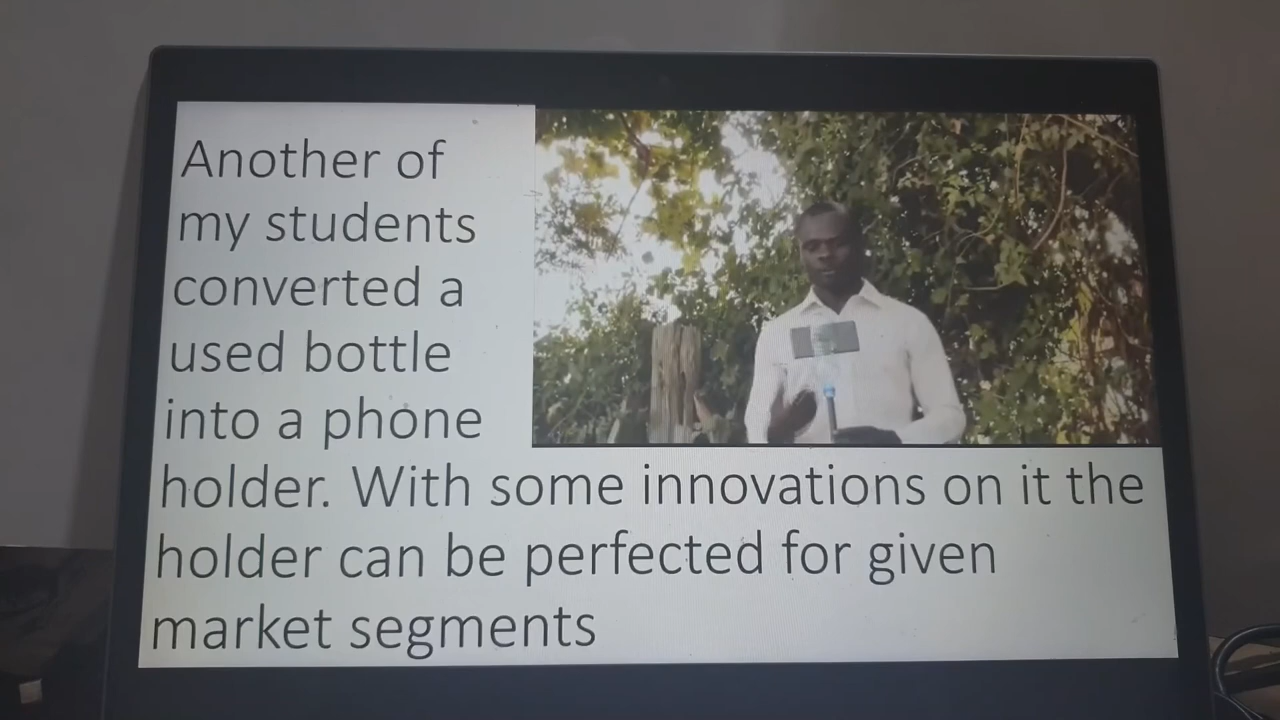 Another of
my students
converted a
used bottle
into a phone
holder. With some innovations on it the
holder can be perfected for given
market segments